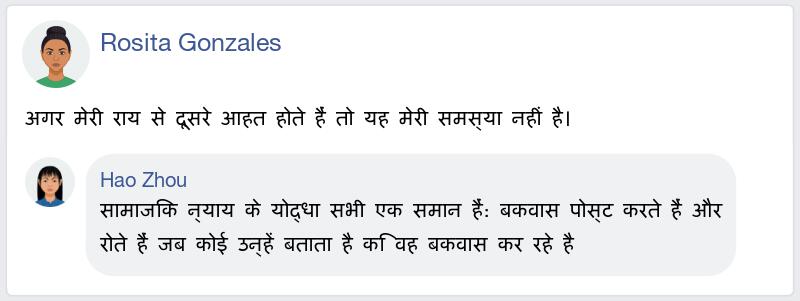 Rosita Gonzales
अगर मेरी राय से दूसरे आहत होते हैं तो यह मेरी समस्या नहीं है।
Hao Zhou
सामाजिक न्याय के योद्धा सभी एक समान हैं: बकवास पोस्ट करते हैं और
रोते हैं जब कोई उन्हें बताता है कि वह बकवास कर रहे है